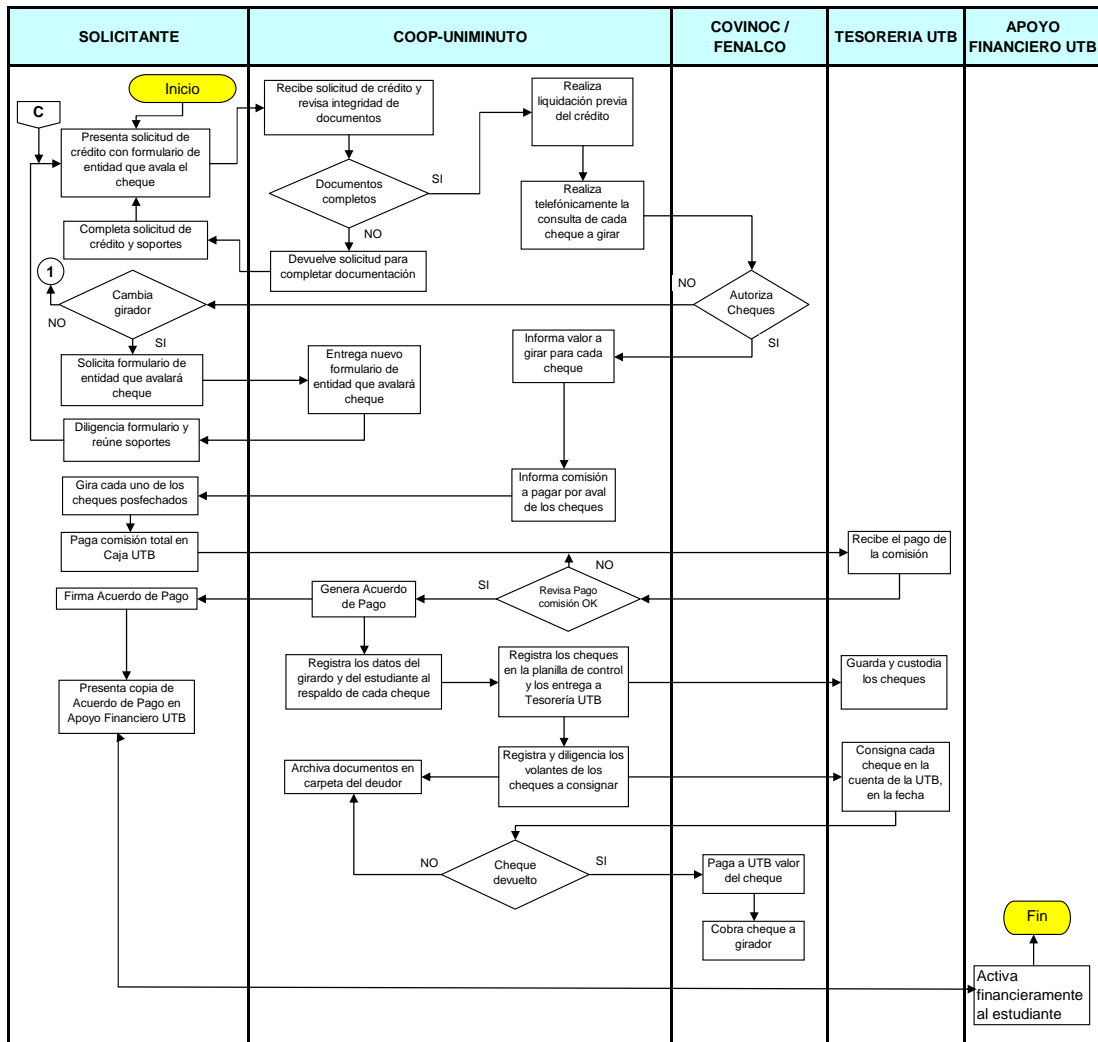 SOLICITANTE
COOP-UNIMINUTO
COVINOC /
FENALCO
TESORERIA UTB
APOYO
FINANCIERO UTB
Inicio
C
Presenta solicitud de
crédito con formulario de
entidad que avala el
cheque
Recibe solicitud de crédito y
revisa integridad de
documentos
Realiza
liquidación previa
del crédito
Documentos
completos
SI
NO
Realiza
telefónicamente la
consulta de cada
cheque a girar
Completa solicitud de
crédito y soportes
Devuelve solicitud para
completar documentación
1
Cambia
girador
NO
SI
Autoriza
Cheques
NO
SI
Informa valor a
girar para cada
cheque
Solicita formulario de
entidad que avalará
cheque
Entrega nuevo
formulario de
entidad que avalará
cheque
Diligencia formulario y
reúne soportes
Informa comisión
a pagar por aval
de los cheques
Gira cada uno de los
cheques posfechados
Paga comisión total en
Caja UTB
Recibe el pago de
la comisión
NO
SI
Revisa Pago
comisión OK
Genera Acuerdo
de Pago
Firma Acuerdo de Pago
Registra los datos del
girardo y del estudiante al
respaldo de cada cheque
Registra los cheques
en la planilla de control
y los entrega a
Tesorería UTB
Guarda y custodia
los cheques
Presenta copia de
Acuerdo de Pago en
Apoyo Financiero UTB
Archiva documentos en
carpeta del deudor
Registra y diligencia los
volantes de los
cheques a consignar
Consigna cada
cheque en la
cuenta de la UTB,
en la fecha
NO
Cheque
devuelto
SI
Paga a UTB valor
del cheque
Cobra cheque a
girador
Fin
Activa
financieramente
al estudiante